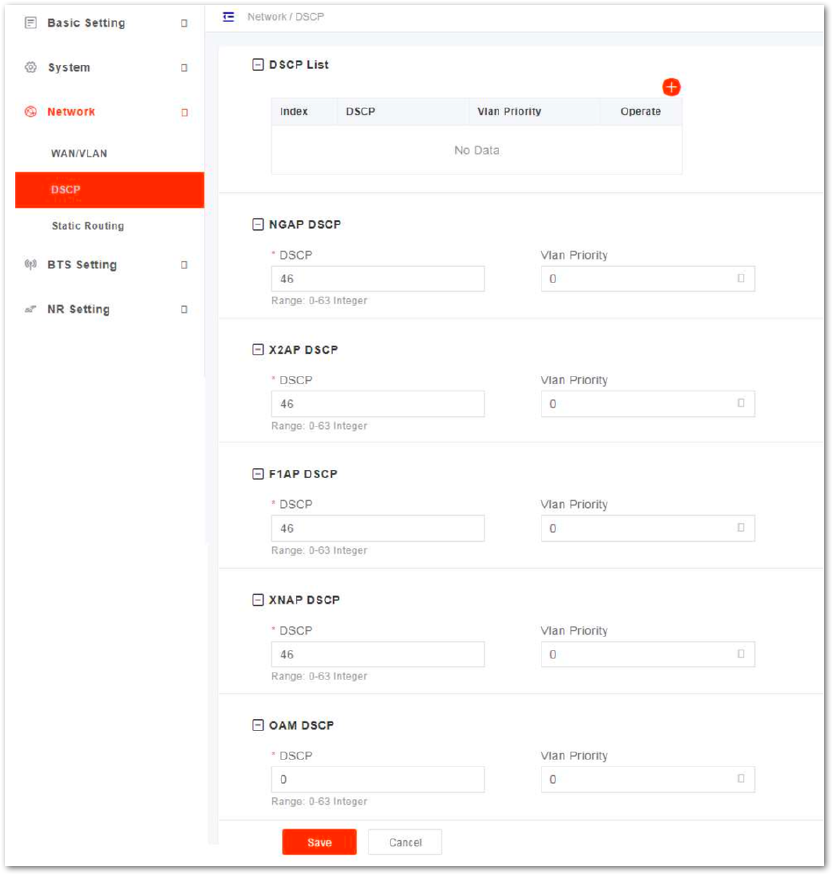 Basic Setting
System
Network
WAN/VLAN
DSCP
Static Routing
BTS Setting
NR Setting
Network / DSCP
DSCP List
Index DSCP Vlan Priority Operate
No Data
NGAP DSCP
* DSCP Vlan Priority
46 0
Range: 0-63 Integer
X2AP DSCP
* DSCP Vlan Priority
46 0
Range: 0-63 Integer
F1AP DSCP
* DSCP Vlan Priority
46 0
Range: 0-63 Integer
XNAP DSCP
* DSCP Vlan Priority
46 0
Range: 0-63 Integer
OAM DSCP
* DSCP Vlan Priority
0 0
Range: 0-63 Integer
Save Cancel